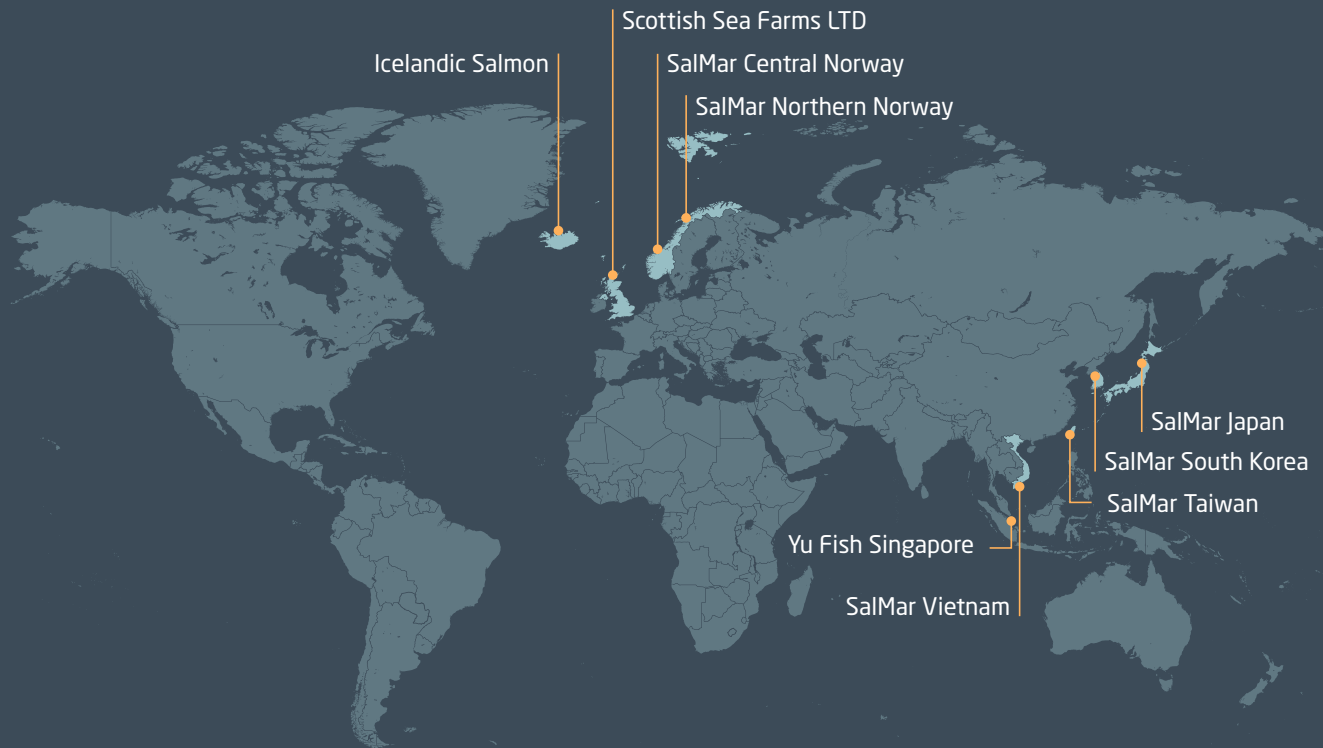 Scottish Sea Farms LTD
Icelandic Salmon
SalMar Central Norway
SalMar Northern Norway
SalMar Japan
SalMar South Korea
SalMar Taiwan
Yu Fish Singapore
SalMar Vietnam